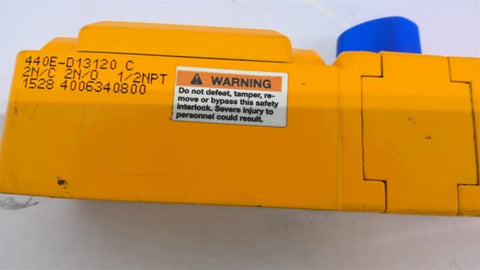 440E-D13120 C
2N/C 2N/O 1/2NPT
1528 4006340800
WARNING
Do not defeat, tamper, re-
move or bypass this safety
interlock. Severe injury to
personnel could result.